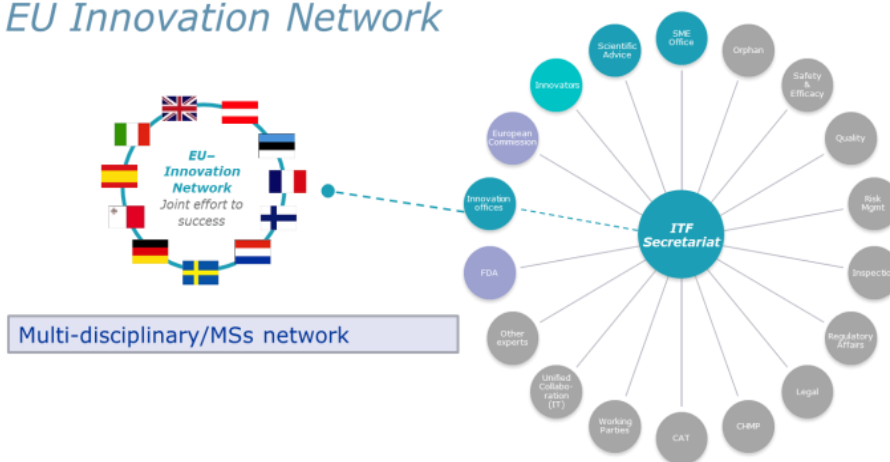 EU Innovation Network
EU–
Innovation
Network
Joint effort to
success
Multi-disciplinary/MSs network
ITF
Secretariat
SME
Office
Orphan
Safety
&
Efficacy
Quality
Risk
Mgmt
Inspectio
Regulatory
Affairs
Legal
CHMP
CAT
Working
Parties
Unified
Collabo-
ration
(IT)
Other
experts
FDA
Innovation
offices
European
Commission
Innovators
Scientific
Advice